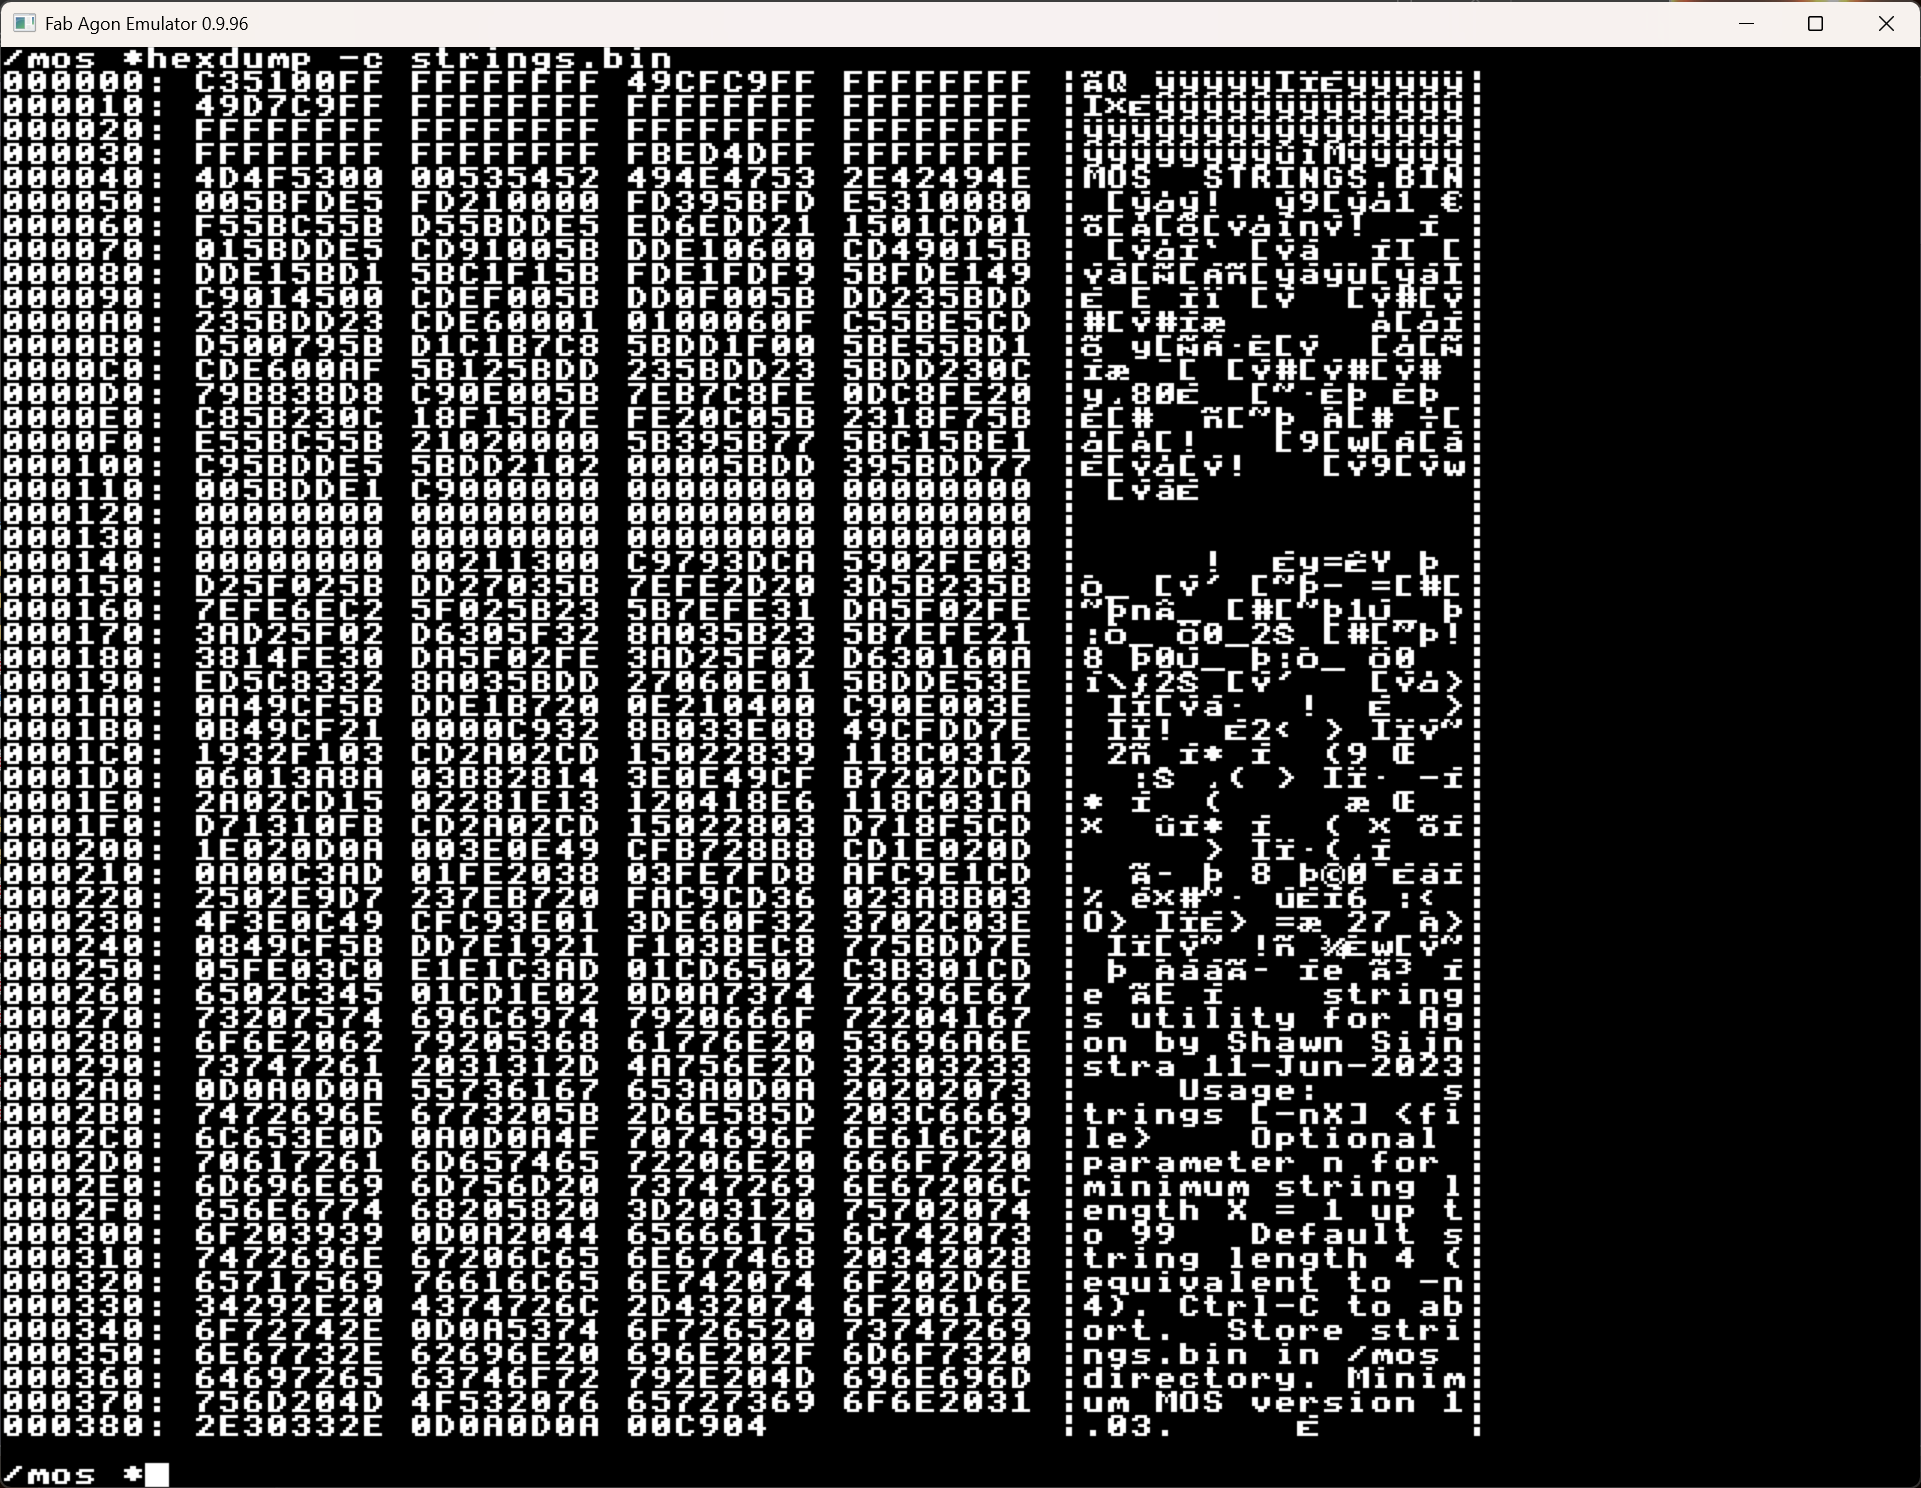 Fab Agon Emulator 0.9.96
/mos *hexdump -c strings.bin
000000: C35100FF FFFFFFFF 49CFC9FF FFFFFFFF |ÃQ ÿÿÿÿÿIÏÉÿÿÿÿÿ|
000010: 49D7C9FF FFFFFFFF FFFFFFFF FFFFFFFF |I×Éÿÿÿÿÿÿÿÿÿÿÿÿÿ|
000020: FFFFFFFF FFFFFFFF FFFFFFFF FFFFFFFF |ÿÿÿÿÿÿÿÿÿÿÿÿÿÿÿÿ|
000030: FFFFFFFF FFFFFFFF FBED4DFF FFFFFFFF |ÿÿÿÿÿÿÿÿûíMÿÿÿÿÿ|
000040: 4D4F5300 00535452 494E4753 2E42494E |MOS  STRINGS.BIN|
000050: 005BFDE5 FD210000 FD395BFD E5310080 | [ýåý!  ý9[ýå1 €|
000060: F55BC55B D55BDDE5 ED6EDD21 1501CD01 |õ[Å[Õ[ÝåínÝ!  Í |
000070: 015BDDE5 CD91005B DDE10600 CD49015B | [ÝåÍ‘ [Ýá  ÍI [|
000080: DDE15BD1 5BC1F15B FDE1FDF9 5BFDE149 |Ýá[Ñ[Áñ[ýáýù[ýáI|
000090: C9014500 CDEF005B DD0F005B DD235BDD |É E Íï [Ý  [Ý#[Ý|
0000A0: 235BDD23 CDE60001 0100060F C55BE5CD |#[Ý#Íæ      Å[åÍ|
0000B0: D500795B D1C1B7C8 5BDD1F00 5BE55BD1 |Õ y[ÑÁ·È[Ý  [å[Ñ|
0000C0: CDE600AF 5B125BDD 235BDD23 5BDD230C |Íæ ¯[ [Ý#[Ý#[Ý# |
0000D0: 79B838D8 C90E005B 7EB7C8FE 0DC8FE20 |y¸8ØÉ  [~·Èþ Èþ |
0000E0: C85B230C 18F15B7E FE20C05B 2318F75B |È[#  ñ[~þ À[# ÷[|
0000F0: E55BC55B 21020000 5B395B77 5BC15BE1 |å[Å[!   [9[w[Á[á|
000100: C95BDDE5 5BDD2102 00005BDD 395BDD77 |É[Ýå[Ý!   [Ý9[Ýw|
000110: 005BDDE1 C9000000 00000000 00000000 | [ÝáÉ           |
000120: 00000000 00000000 00000000 00000000 |                |
000130: 00000000 00000000 00000000 00000000 |                |
000140: 00000000 00211300 C9793DCA 5902FE03 |     !  Éy=ÊY þ |
000150: D25F025B DD27035B 7EFE2D20 3D5B235B |Ò_ [Ý' [~þ- =[#[|
000160: 7EFE6EC2 5F025B23 5B7EFE31 DA5F02FE |~þnÂ_ [#[~þ1Ú_ þ|
000170: 3AD25F02 D6305F32 8A035B23 5B7EFE21 |:Ò_ Ö0_2Š [#[~þ!|
000180: 3814FE30 DA5F02FE 3AD25F02 D630160A |8 þ0Ú_ þ:Ò_ Ö0  |
000190: ED5C8332 8A035BDD 27060E01 5BDDE53E |í\ƒ2Š [Ý'   [Ýå>|
0001A0: 0A49CF5B DDE1B720 0E210400 C90E003E | IÏ[Ýá·  !  É  >|
0001B0: 0B49CF21 0000C932 8B033E08 49CFDD7E | IÏ!  É2‹ > IÏÝ~|
0001C0: 1932F103 CD2A02CD 15022839 118C0312 | 2ñ Í* Í  (9 Œ  |
0001D0: 06013A8A 03B82814 3E0E49CF B7202DCD |  :Š ¸( > IÏ· -Í|
0001E0: 2A02CD15 02281E13 120418E6 118C031A |* Í  (     æ Œ  |
0001F0: D71310FB CD2A02CD 15022803 D718F5CD |×  ûÍ* Í  ( × õÍ|
000200: 1E020D0A 003E0E49 CFB728B8 CD1E020D |     > IÏ·(¸Í   |
000210: 0A00C3AD 01FE2038 03FE7FD8 AFC9E1CD |  Ã- þ 8 þ©Ø¯ÉáÍ|
000220: 2502E9D7 237EB720 FAC9CD36 023A8B03 |% é×#~· úÉÍ6 :‹ |
000230: 4F3E0C49 CFC93E01 3DE60F32 3702C03E |O> IÏÉ> =æ 27 À>|
000240: 0849CF5B DD7E1921 F103BEC8 775BDD7E | IÏ[Ý~ !ñ ¾Èw[Ý~|
000250: 05FE03C0 E1E1C3AD 01CD6502 C3B301CD | þ ÀááÃ- Íe Ã³ Í|
000260: 6502C345 01CD1E02 0D0A7374 72696E67 |e ÃE Í    string|
000270: 73207574 696C6974 7920666F 72204167 |s utility for Ag|
000280: 6F6E2062 79205368 61776E20 53696A6E |on by Shawn Sijn|
000290: 73747261 2031312D 4A756E2D 32303233 |stra 11-Jun-2023|
0002A0: 0D0A0D0A 55736167 653A0D0A 20202073 |    Usage:     s|
0002B0: 7472696E 6773205B 2D6E585D 203C6669 |trings [-nX] <fi|
0002C0: 6C653E0D 0A0D0A4F 7074696F 6E616C20 |le>    Optional |
0002D0: 70617261 6D657465 72206E20 666F7220 |parameter n for |
0002E0: 6D696E69 6D756D20 73747269 6E67206C |minimum string l|
0002F0: 656E6774 68205820 3D203120 75702074 |ength X = 1 up t|
000300: 6F203939 0D0A2044 65666175 6C742073 |o 99   Default s|
000310: 7472696E 67206C65 6E677468 20342028 |tring length 4 (|
000320: 65717569 76616C65 6E742074 6F202D6E |equivalent to -n|
000330: 34292E20 4374726C 2D432074 6F206162 |4). Ctrl-C to ab|
000340: 6F72742E 0D0A5374 6F726520 73747269 |ort.  Store stri|
000350: 6E67732E 62696E20 696E202F 6D6F7320 |ngs.bin in /mos |
000360: 64697265 63746F72 792E204D 696E696D |directory. Minim|
000370: 756D204D 4F532076 65727369 6F6E2031 |um MOS version 1|
000380: 2E30332E 0D0A0D0A 00C904            |.03.     É      |
/mos *